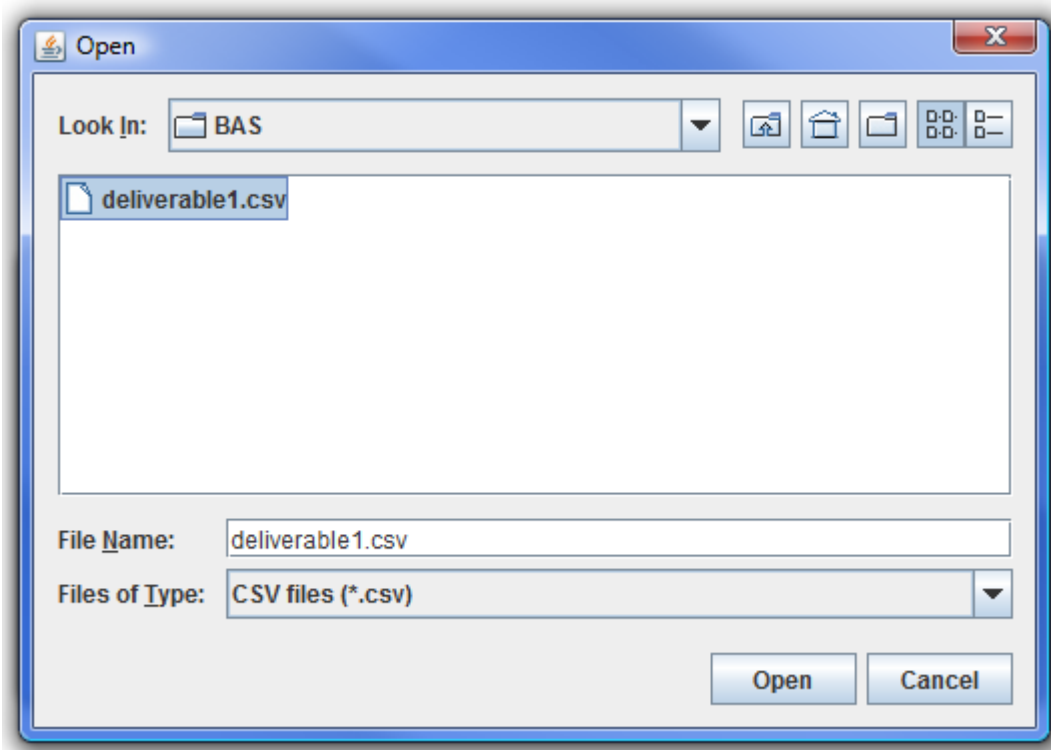 Open
Look In: BAS
deliverable1.csv
File Name: deliverable1.csv
Files of Type: CSV files (*.csv)
Open Cancel